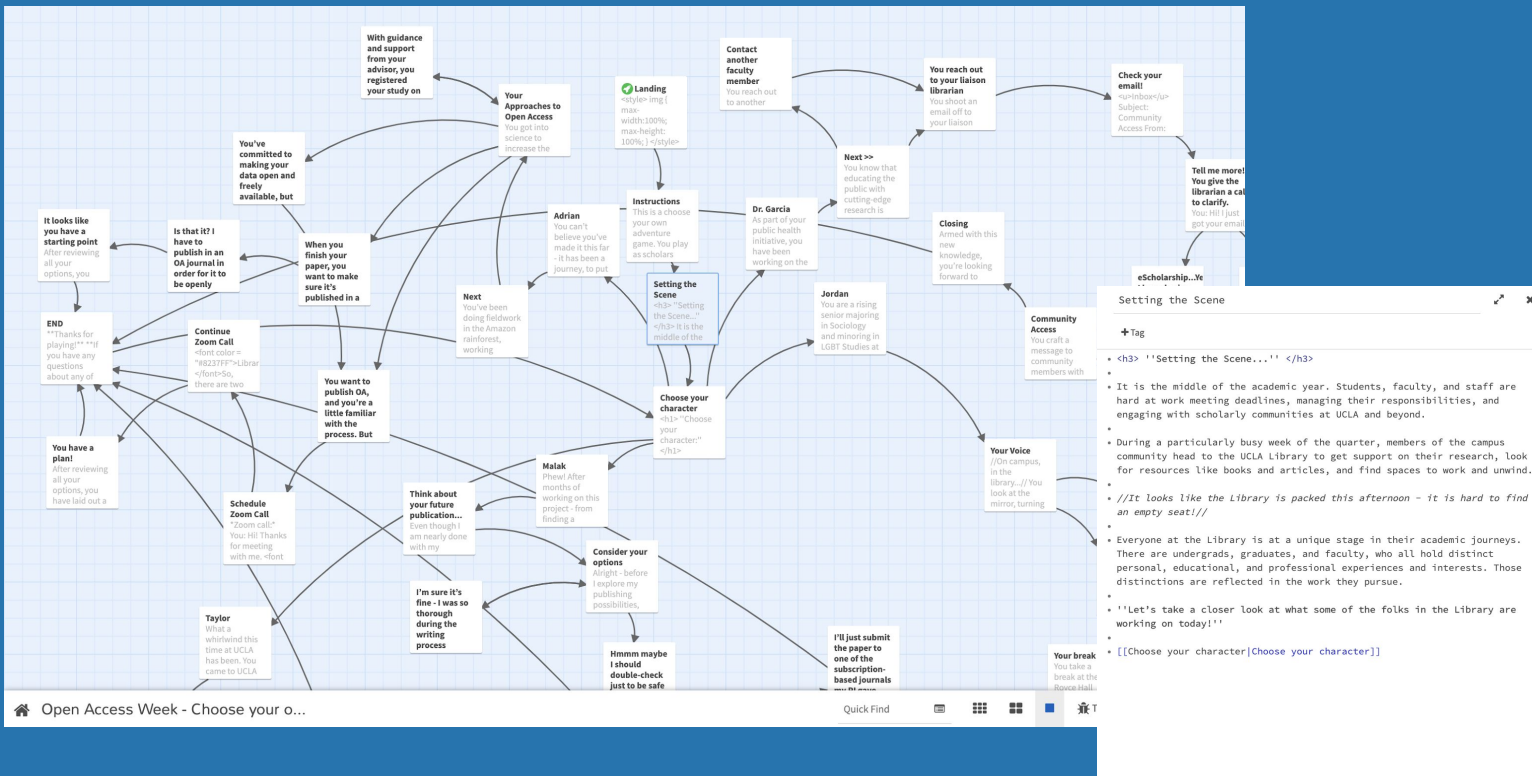 With guidance
and support
from your
advisor, you
registered
your study on
Your
Approaches to
Open Access
You got into
science to
increase the
Landing
<style> img {
max-
width:100%;
max-height:
100%; } </style>
Contact
another
faculty
member
You reach out
to another
You reach out
to your liaison
librarian
You shoot an
email off to
your liaison
Check your
email!
<u>Inbox</u>
Subject:
Community
Access From:
You've
committed to
making your
data open and
freely
available, but
Next >>
You know that
educating the
public with
cutting-edge
research is
Tell me more!
You give the
librarian a cal
to clarify.
You: Hi! I just
got your email
It looks like
you have a
starting point
After reviewing
all your
options, you
Is that it? I
have to
publish in an
OA journal in
order for it to
be openly
When you
finish your
paper, you
want to make
sure it's
published in a
Adrian
You can't
believe you've
made it this far
- it has been a
journey, to put
Instructions
This is a choose
your own
adventure
game. You play
as scholars
Dr. Garcia
As part of your
public health
initiative, you
have been
working on the
Closing
Armed with this
new
knowledge,
you're looking
forward to
eScholarship...Ye
Setting the
Scene
<h3> ''Setting
the Scene...''
</h3> It is the
middle of the
Next
You've been
doing fieldwork
in the Amazon
rainforest,
working
Jordan
You are a rising
senior majoring
in Sociology
and minoring in
LGBT Studies at
Community
Access
You craft a
message to
community
members with
END
**Thanks for
playing!** **If
you have any
questions
about any of
Continue
Zoom Call
<font color =
"#8237FF">Librar
</font>So,
there are two
You want to
publish OA,
and you're a
little familiar
with the
process. But
Choose your
character
<h1> ''Choose
your
character:''
</h1>
You have a
plan!
After reviewing
all your
options, you
have laid out a
Schedule
Zoom Call
"Zoom call:"
You: Hi! Thanks
for meeting
with me. <font
Think about
your future
publication...
Even though I
am nearly done
with my
Malak
Phew! After
months of
working on this
project - from
finding a
Your Voice
//On campus,
in the
library...// You
look at the
mirror, turning
Consider your
options
Alright - before
I explore my
publishing
possibilities,
I'm sure it's
fine - I was so
thorough
during the
writing
process
Taylor
What a
whirlwind this
time at UCLA
has been. You
came to UCLA
Hmmm maybe
I should
double-check
just to be safe
I'll just submit
the paper to
one of the
subscription-
based journals
my PI gave
Your break
You take a
break at the
Royce Hall
Open Access Week - Choose your o...
Quick Find
T
Setting the Scene
+Tag
<h3> ''Setting the Scene...'' </h3>
It is the middle of the academic year. Students, faculty, and staff are
hard at work meeting deadlines, managing their responsibilities, and
engaging with scholarly communities at UCLA and beyond.
During a particularly busy week of the quarter, members of the campus
community head to the UCLA Library to get support on their research, look
for resources like books and articles, and find spaces to work and unwind.
//It looks like the Library is packed this afternoon - it is hard to find
an empty seat!//
Everyone at the Library is at a unique stage in their academic journeys.
There are undergrads, graduates, and faculty, who all hold distinct
personal, educational, and professional experiences and interests. Those
distinctions are reflected in the work they pursue.
''Let's take a closer look at what some of the folks in the Library are
working on today!''
[[Choose your character|Choose your character]]